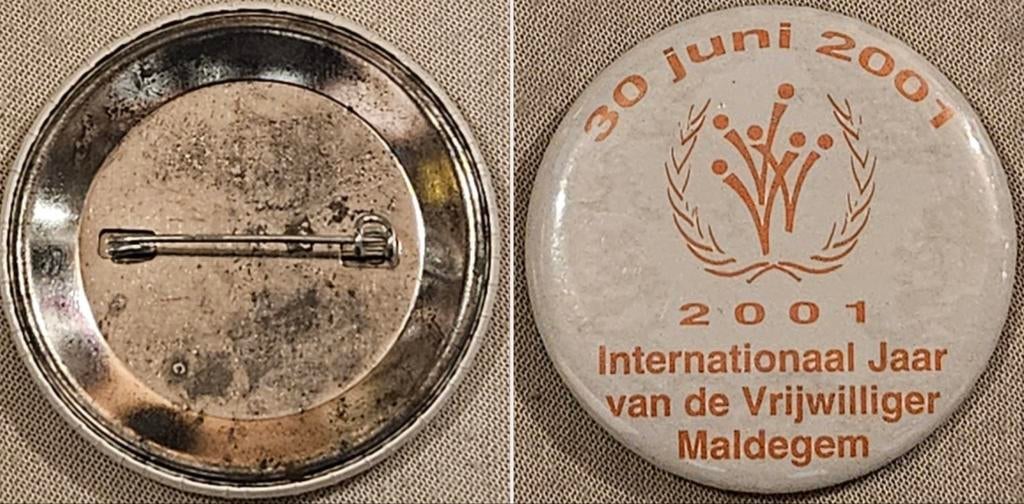 30 juni 2001
2001
Internationaal Jaar
van de Vrijwilliger
Maldegem